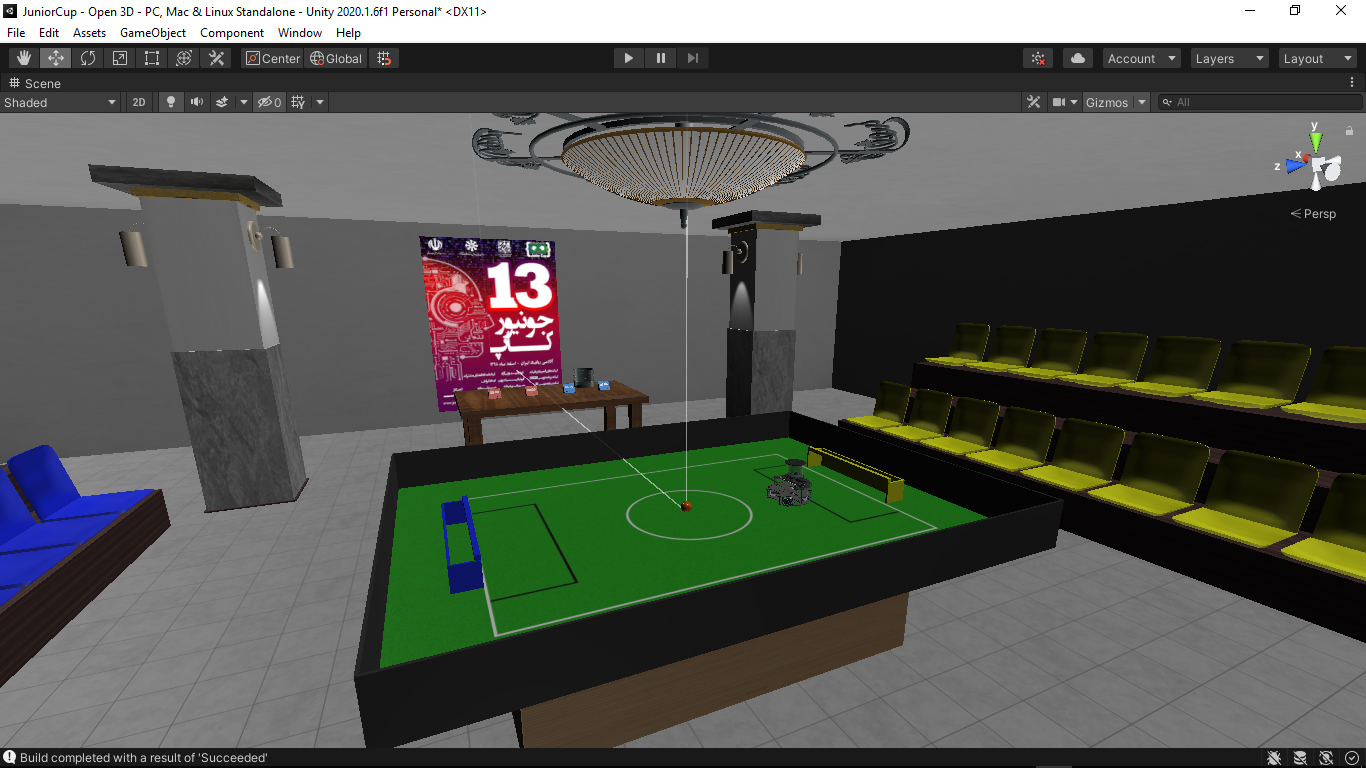 JuniorCup - Open 3D - PC, Mac & Linux Standalone - Unity 2020.1.6f1 Personal* <DX11>
File Edit Assets GameObject Component Window Help
Center Global Account Layers Layout
Scene
Shaded 2D 0 Gizmos All
y
x
z
Persp
13
جونیور
کاپ
Build completed with a result of 'Succeeded'